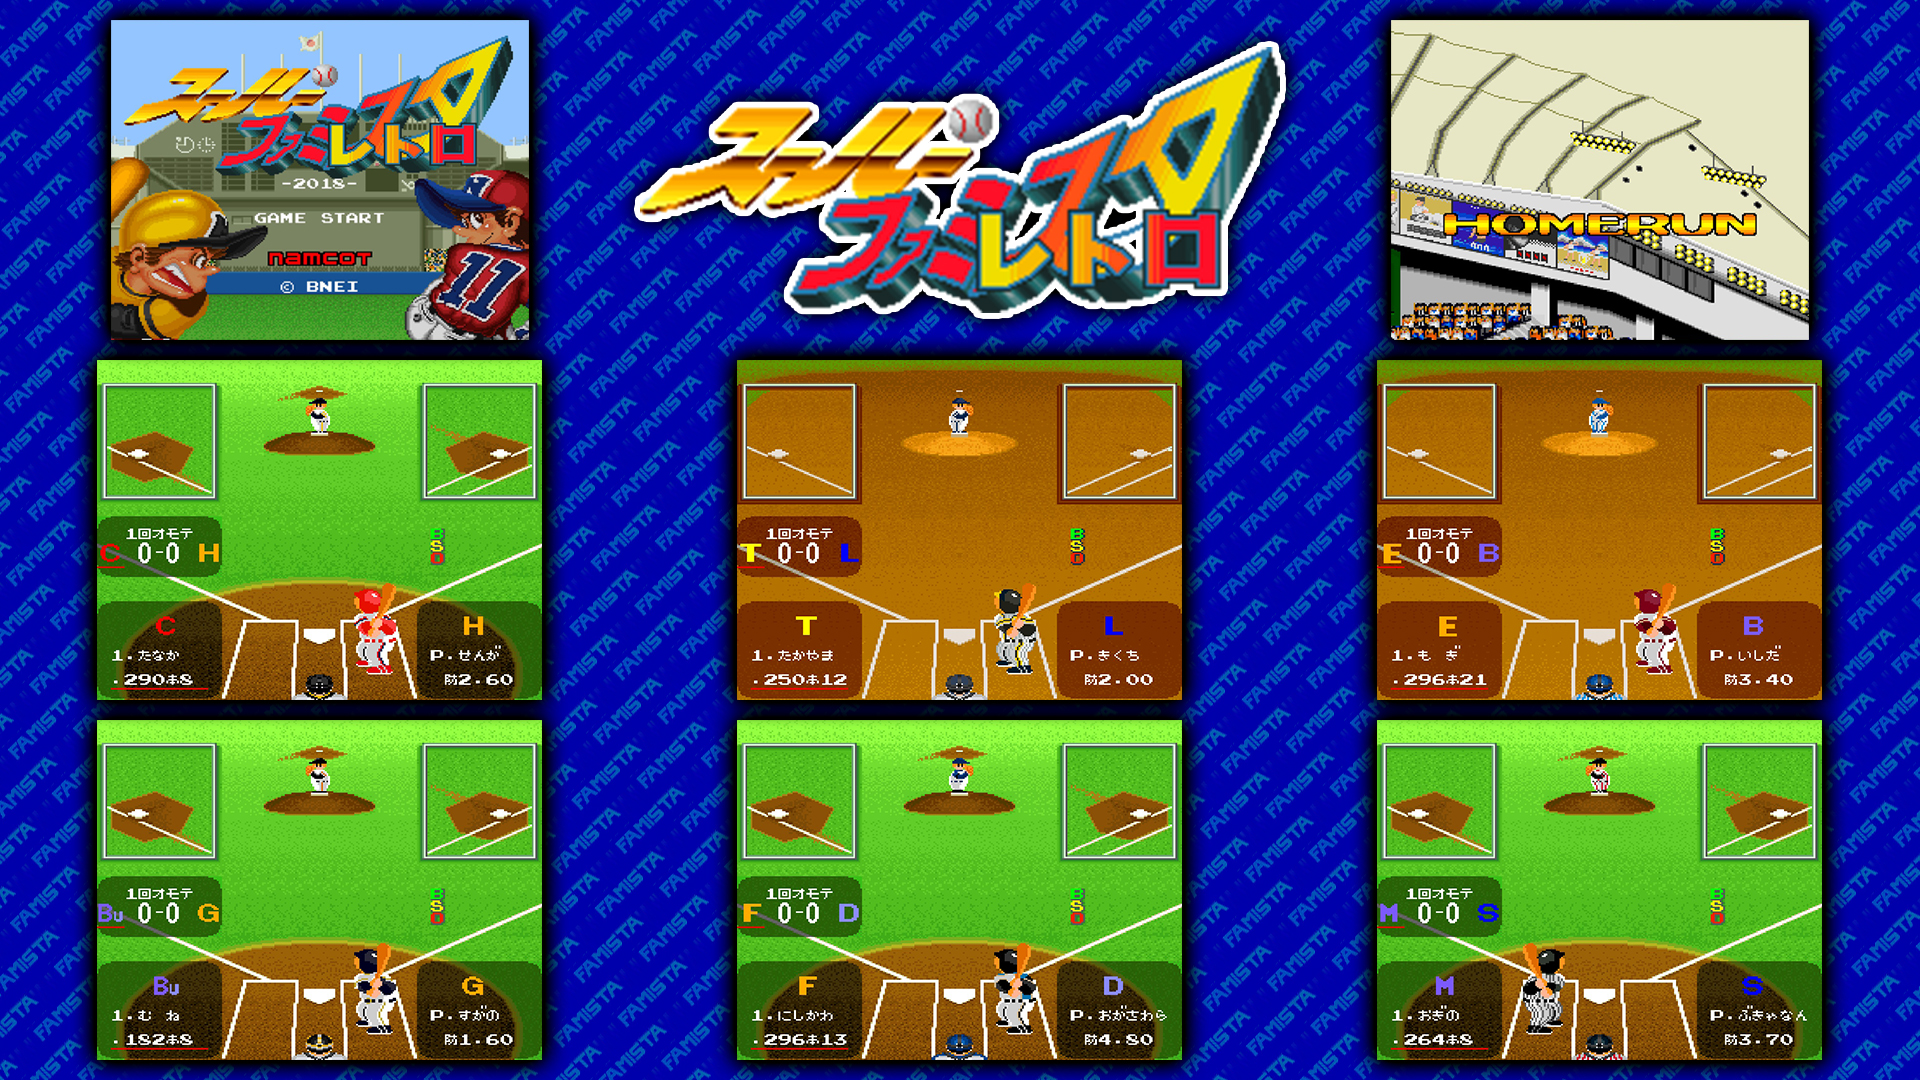 スーパー
ファミスタ
レトロ
-2018-
GAME START
namcot
© BNEI
スーパー
ファミスタ
レトロ
HOMERUN
1回オモテ
C 0-0 H
B
S
O
C
1.たなか
.290本8
H
P.せんが
防2.60
1回オモテ
T 0-0 L
B
S
O
T
1.たかやま
.250本12
L
P.きくち
防2.00
1回オモテ
E 0-0 B
B
S
O
E
1.も ぎ
.296本21
B
P.いしだ
防3.40
1回オモテ
Bu 0-0 G
B
S
O
Bu
1.む ね
.182本8
G
P.すがの
防1.60
1回オモテ
F 0-0 D
B
S
O
F
1.にしかわ
.296本13
D
P.おがさわら
防4.80
1回オモテ
M 0-0 S
B
S
O
M
1.おぎの
.264本8
S
P.ぶきゃなん
防3.70
FAMISTA